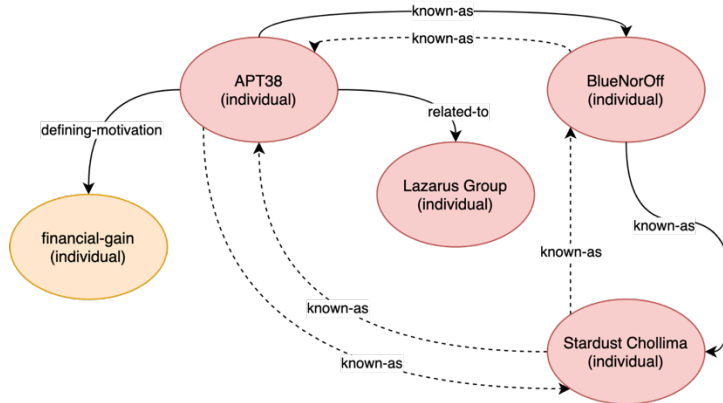 known-as
known-as
APT38
(individual)
BlueNorOff
(individual)
defining-motivation
related-to
Lazarus Group
(individual)
financial-gain
(individual)
known-as
known-as
known-as
Stardust Chollima
(individual)
known-as